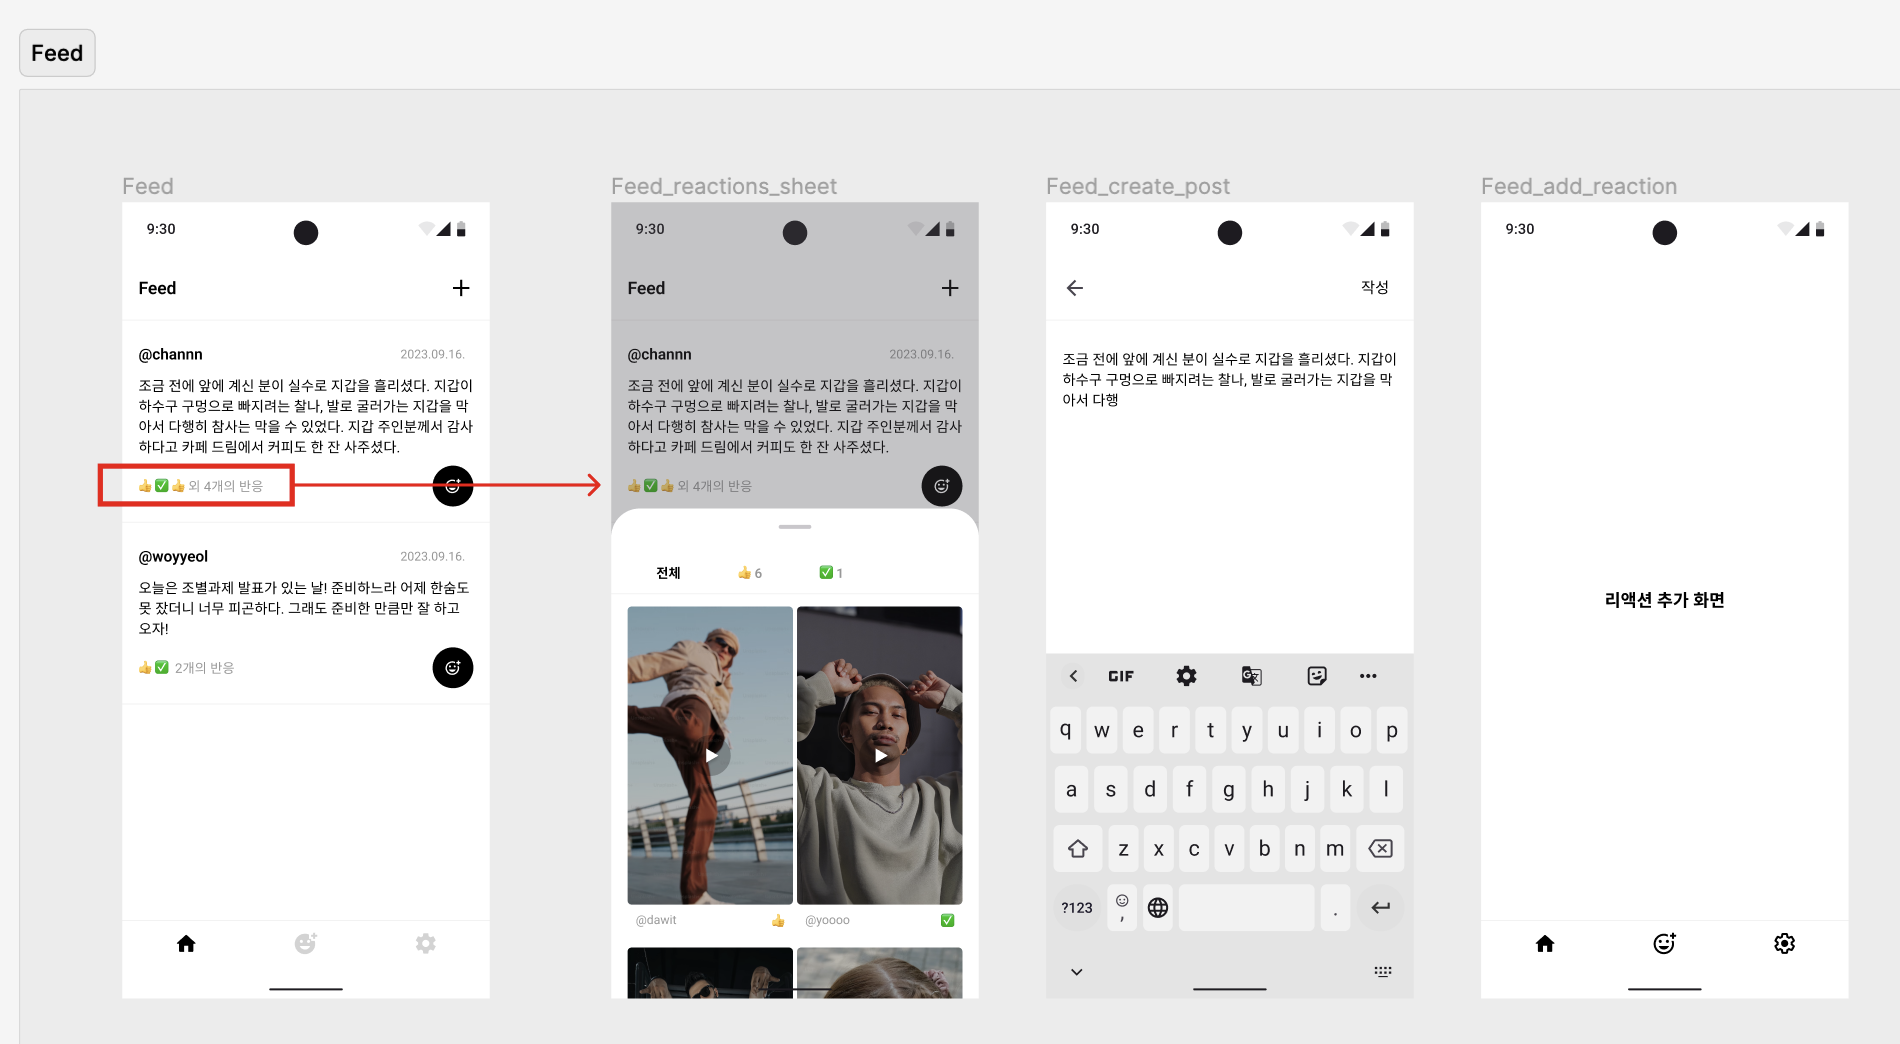 Feed
Feed
9:30
Feed
@channn
2023.09.16.
조금 전에 앞에 계신 분이 실수로 지갑을 흘리셨다. 지갑이
하수구 구멍으로 빠지려는 찰나, 발로 굴러가는 지갑을 막
아서 다행히 참사는 막을 수 있었다. 지갑 주인분께서 감사
하다고 카페 드림에서 커피도 한 잔 사주셨다.
👍✅👍외 4개의 반응
@woyyeol
2023.09.16.
오늘은 조별과제 발표가 있는 날! 준비하느라 어제 한숨도
못 잤더니 너무 피곤하다. 그래도 준비한 만큼만 잘 하고
오자!
👍✅ 2개의 반응
Feed_reactions_sheet
9:30
Feed
@channn
2023.09.16.
조금 전에 앞에 계신 분이 실수로 지갑을 흘리셨다. 지갑이
하수구 구멍으로 빠지려는 찰나, 발로 굴러가는 지갑을 막
아서 다행히 참사는 막을 수 있었다. 지갑 주인분께서 감사
하다고 카페 드림에서 커피도 한 잔 사주셨다.
👍✅👍외 4개의 반응
전체 👍 6 ✅ 1
@dawit 👍
@yoooo ✅
Feed_create_post
9:30
작성
조금 전에 앞에 계신 분이 실수로 지갑을 흘리셨다. 지갑이
하수구 구멍으로 빠지려는 찰나, 발로 굴러가는 지갑을 막
아서 다행
GIF
q w e r t y u i o p
a s d f g h j k l
z x c v b n m
?123 , .
Feed_add_reaction
9:30
리액션 추가 화면